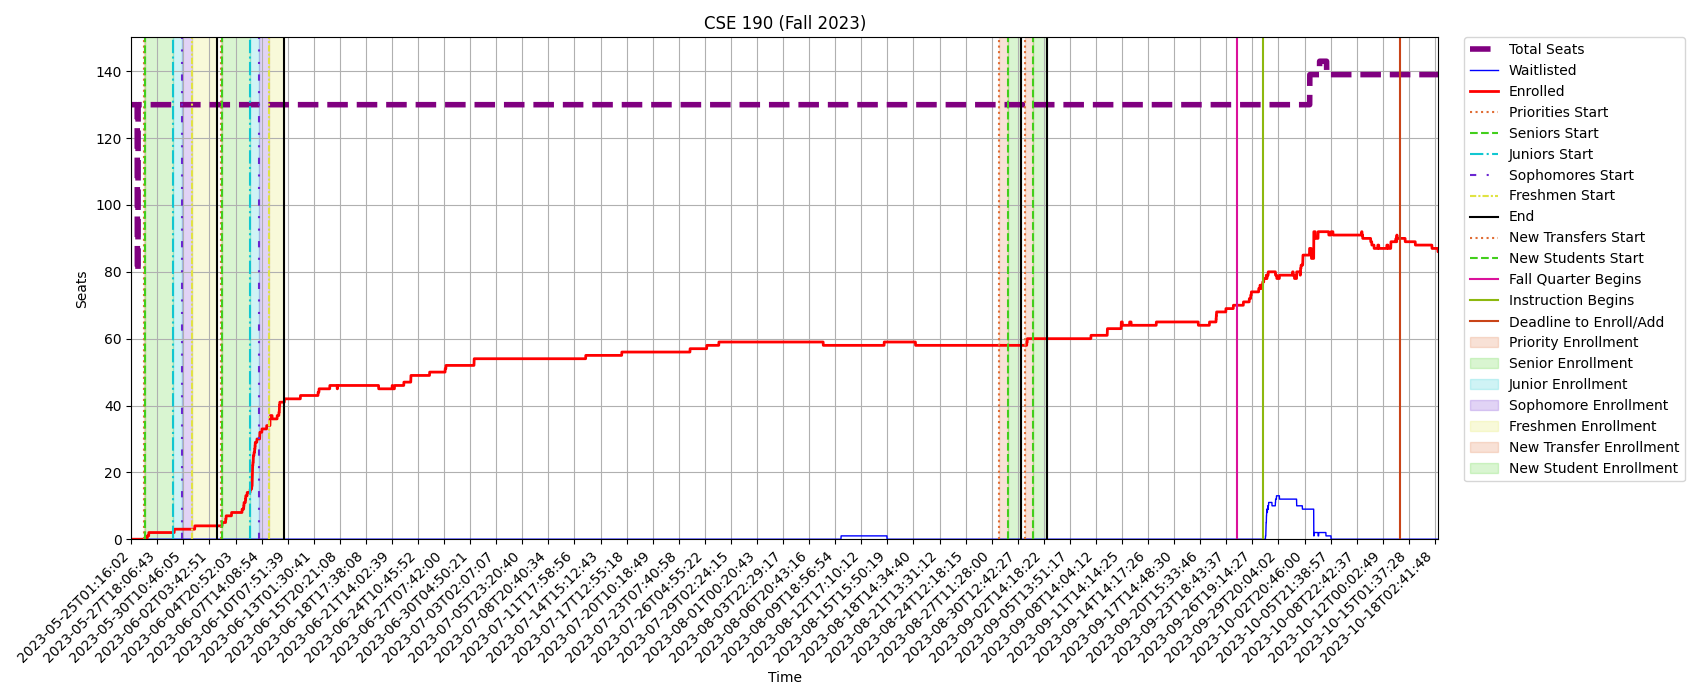 CSE 190 (Fall 2023)
Seats
140
120
100
80
60
40
20
0
2023-05-25T01:16:02
2023-05-27T18:06:43
2023-05-30T10:46:05
2023-06-02T03:42:51
2023-06-04T20:52:03
2023-06-07T14:08:54
2023-06-10T07:51:39
2023-06-13T01:30:41
2023-06-15T20:21:08
2023-06-18T17:38:08
2023-06-21T14:02:39
2023-06-24T10:45:52
2023-06-27T07:42:00
2023-06-30T04:50:21
2023-07-03T02:07:07
2023-07-05T23:20:40
2023-07-08T20:40:34
2023-07-11T17:58:56
2023-07-14T15:12:43
2023-07-17T12:55:18
2023-07-20T10:18:49
2023-07-23T07:40:58
2023-07-26T04:55:22
2023-07-29T02:24:15
2023-08-01T00:20:43
2023-08-03T22:29:17
2023-08-06T20:43:16
2023-08-09T18:56:54
2023-08-12T17:10:12
2023-08-15T15:50:19
2023-08-18T14:34:40
2023-08-21T13:31:12
2023-08-24T12:18:15
2023-08-27T11:28:00
2023-08-30T12:42:27
2023-09-02T14:18:22
2023-09-05T13:51:17
2023-09-08T14:04:12
2023-09-11T14:14:25
2023-09-14T14:17:26
2023-09-17T14:48:30
2023-09-20T15:33:46
2023-09-23T18:43:37
2023-09-26T19:14:27
2023-09-29T20:04:02
2023-10-02T20:46:00
2023-10-05T21:38:57
2023-10-08T22:42:37
2023-10-12T00:02:49
2023-10-15T01:37:28
2023-10-18T02:41:48
Time
Total Seats
Waitlisted
Enrolled
Priorities Start
Seniors Start
Juniors Start
Sophomores Start
Freshmen Start
End
New Transfers Start
New Students Start
Fall Quarter Begins
Instruction Begins
Deadline to Enroll/Add
Priority Enrollment
Senior Enrollment
Junior Enrollment
Sophomore Enrollment
Freshmen Enrollment
New Transfer Enrollment
New Student Enrollment